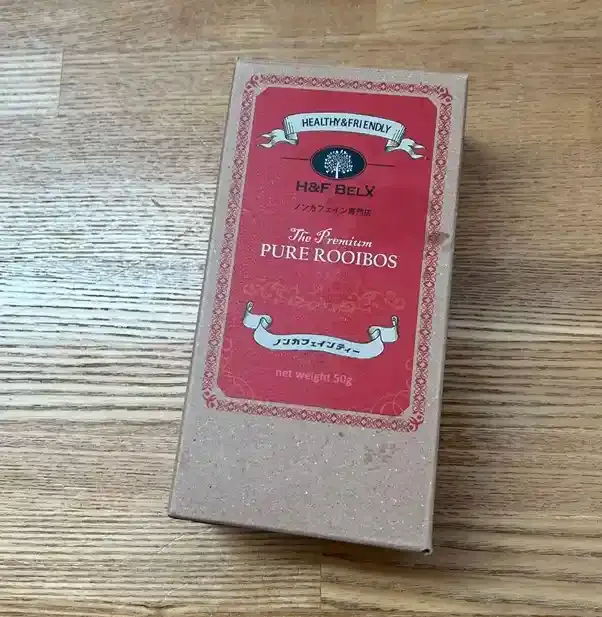 HEALTHY&FRIENDLY
H&F BELX
ノンカフェイン専門店
The Premium
PURE ROOIBOS
ノンカフェインティー
net weight 50g